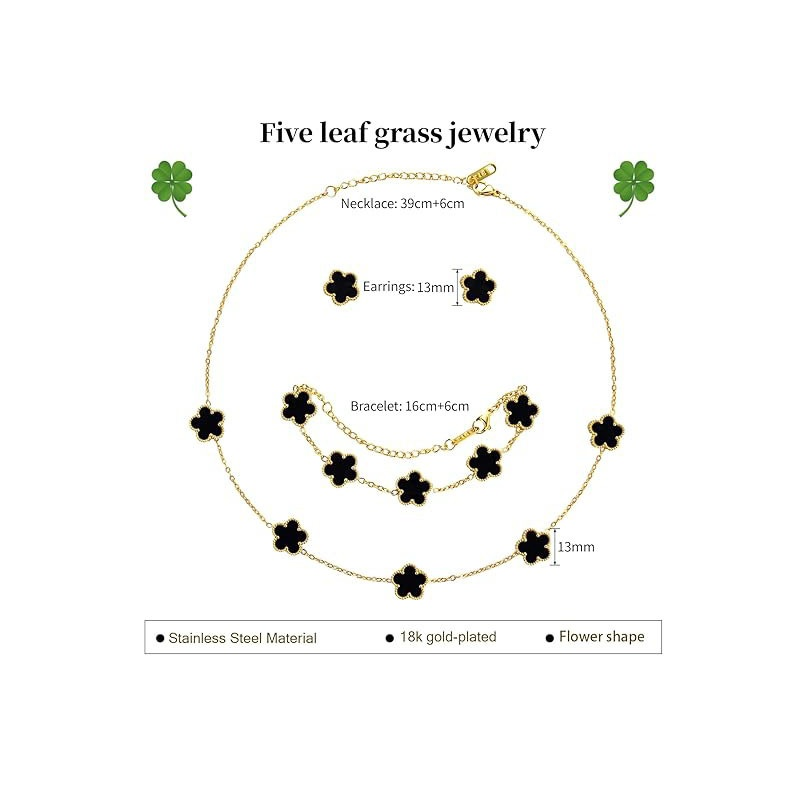 Five leaf grass jewelry
Necklace: 39cm+6cm
Earrings: 13mm
Bracelet: 16cm+6cm
13mm
Stainless Steel Material
18k gold-plated
Flower shape